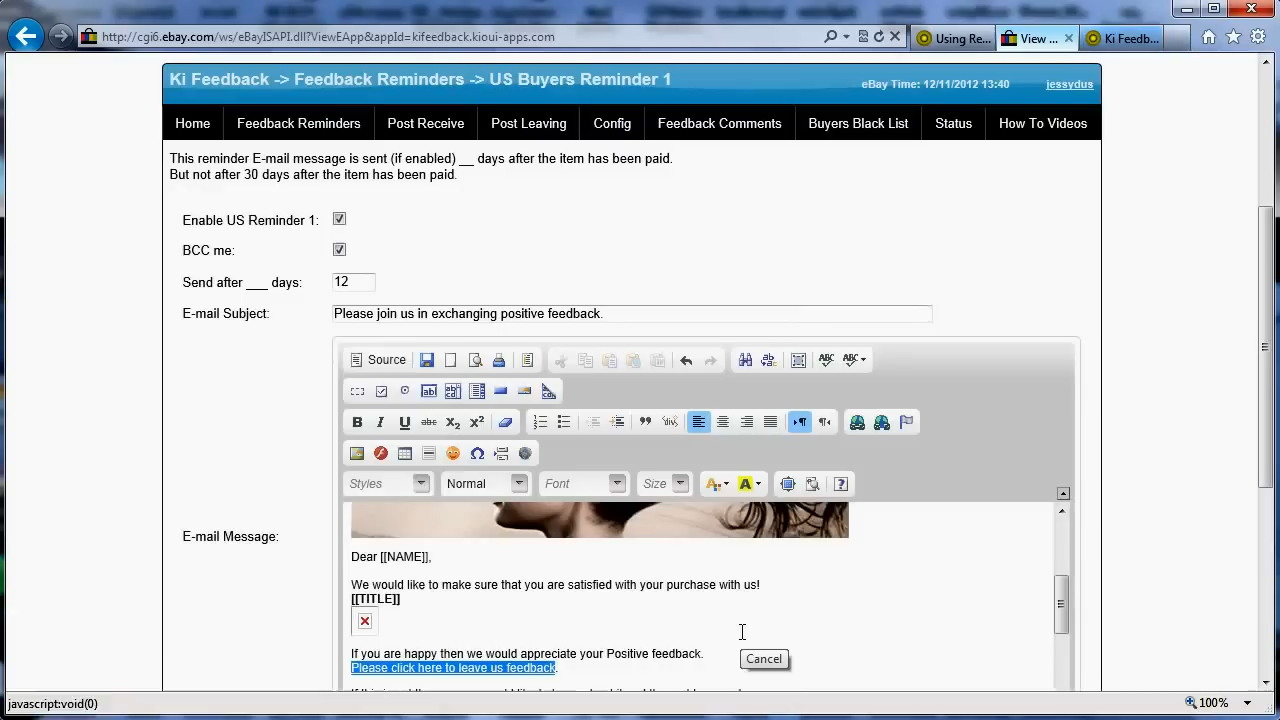 http://cgi6.ebay.com/ws/eBayISAPI.dll?ViewEApp&appId=kifeedback.kioui-apps.com
Using Re...
View ...
Ki Feedb...
Ki Feedback -> Feedback Reminders -> US Buyers Reminder 1
eBay Time: 12/11/2012 13:40
jessydus
Home
Feedback Reminders
Post Receive
Post Leaving
Config
Feedback Comments
Buyers Black List
Status
How To Videos
This reminder E-mail message is sent (if enabled) __ days after the item has been paid.
But not after 30 days after the item has been paid.
Enable US Reminder 1:
BCC me:
Send after ___ days:
12
E-mail Subject:
Please join us in exchanging positive feedback.
Source
Styles
Normal
Font
Size
E-mail Message:
Dear [[NAME]],
We would like to make sure that you are satisfied with your purchase with us!
[[TITLE]]
If you are happy then we would appreciate your Positive feedback.
Please click here to leave us feedback.
Cancel
javascript:void(0)
100%